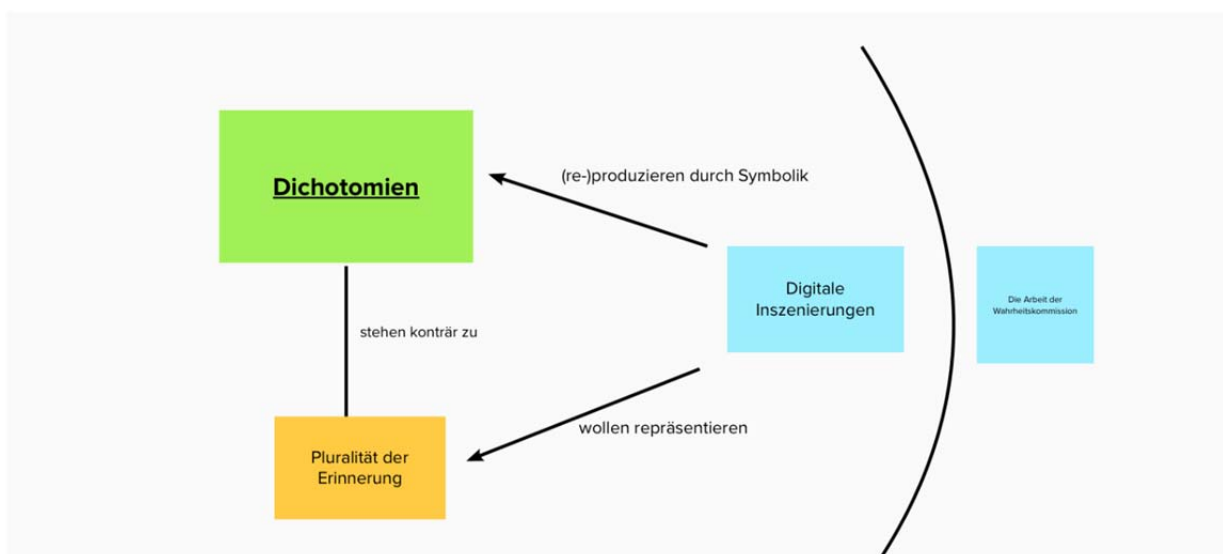 Dichotomien
(re-)produzieren durch Symbolik
Digitale
Inszenierungen
Die Arbeit der
Wahrheitskommission
stehen konträr zu
wollen repräsentieren
Pluralität der
Erinnerung